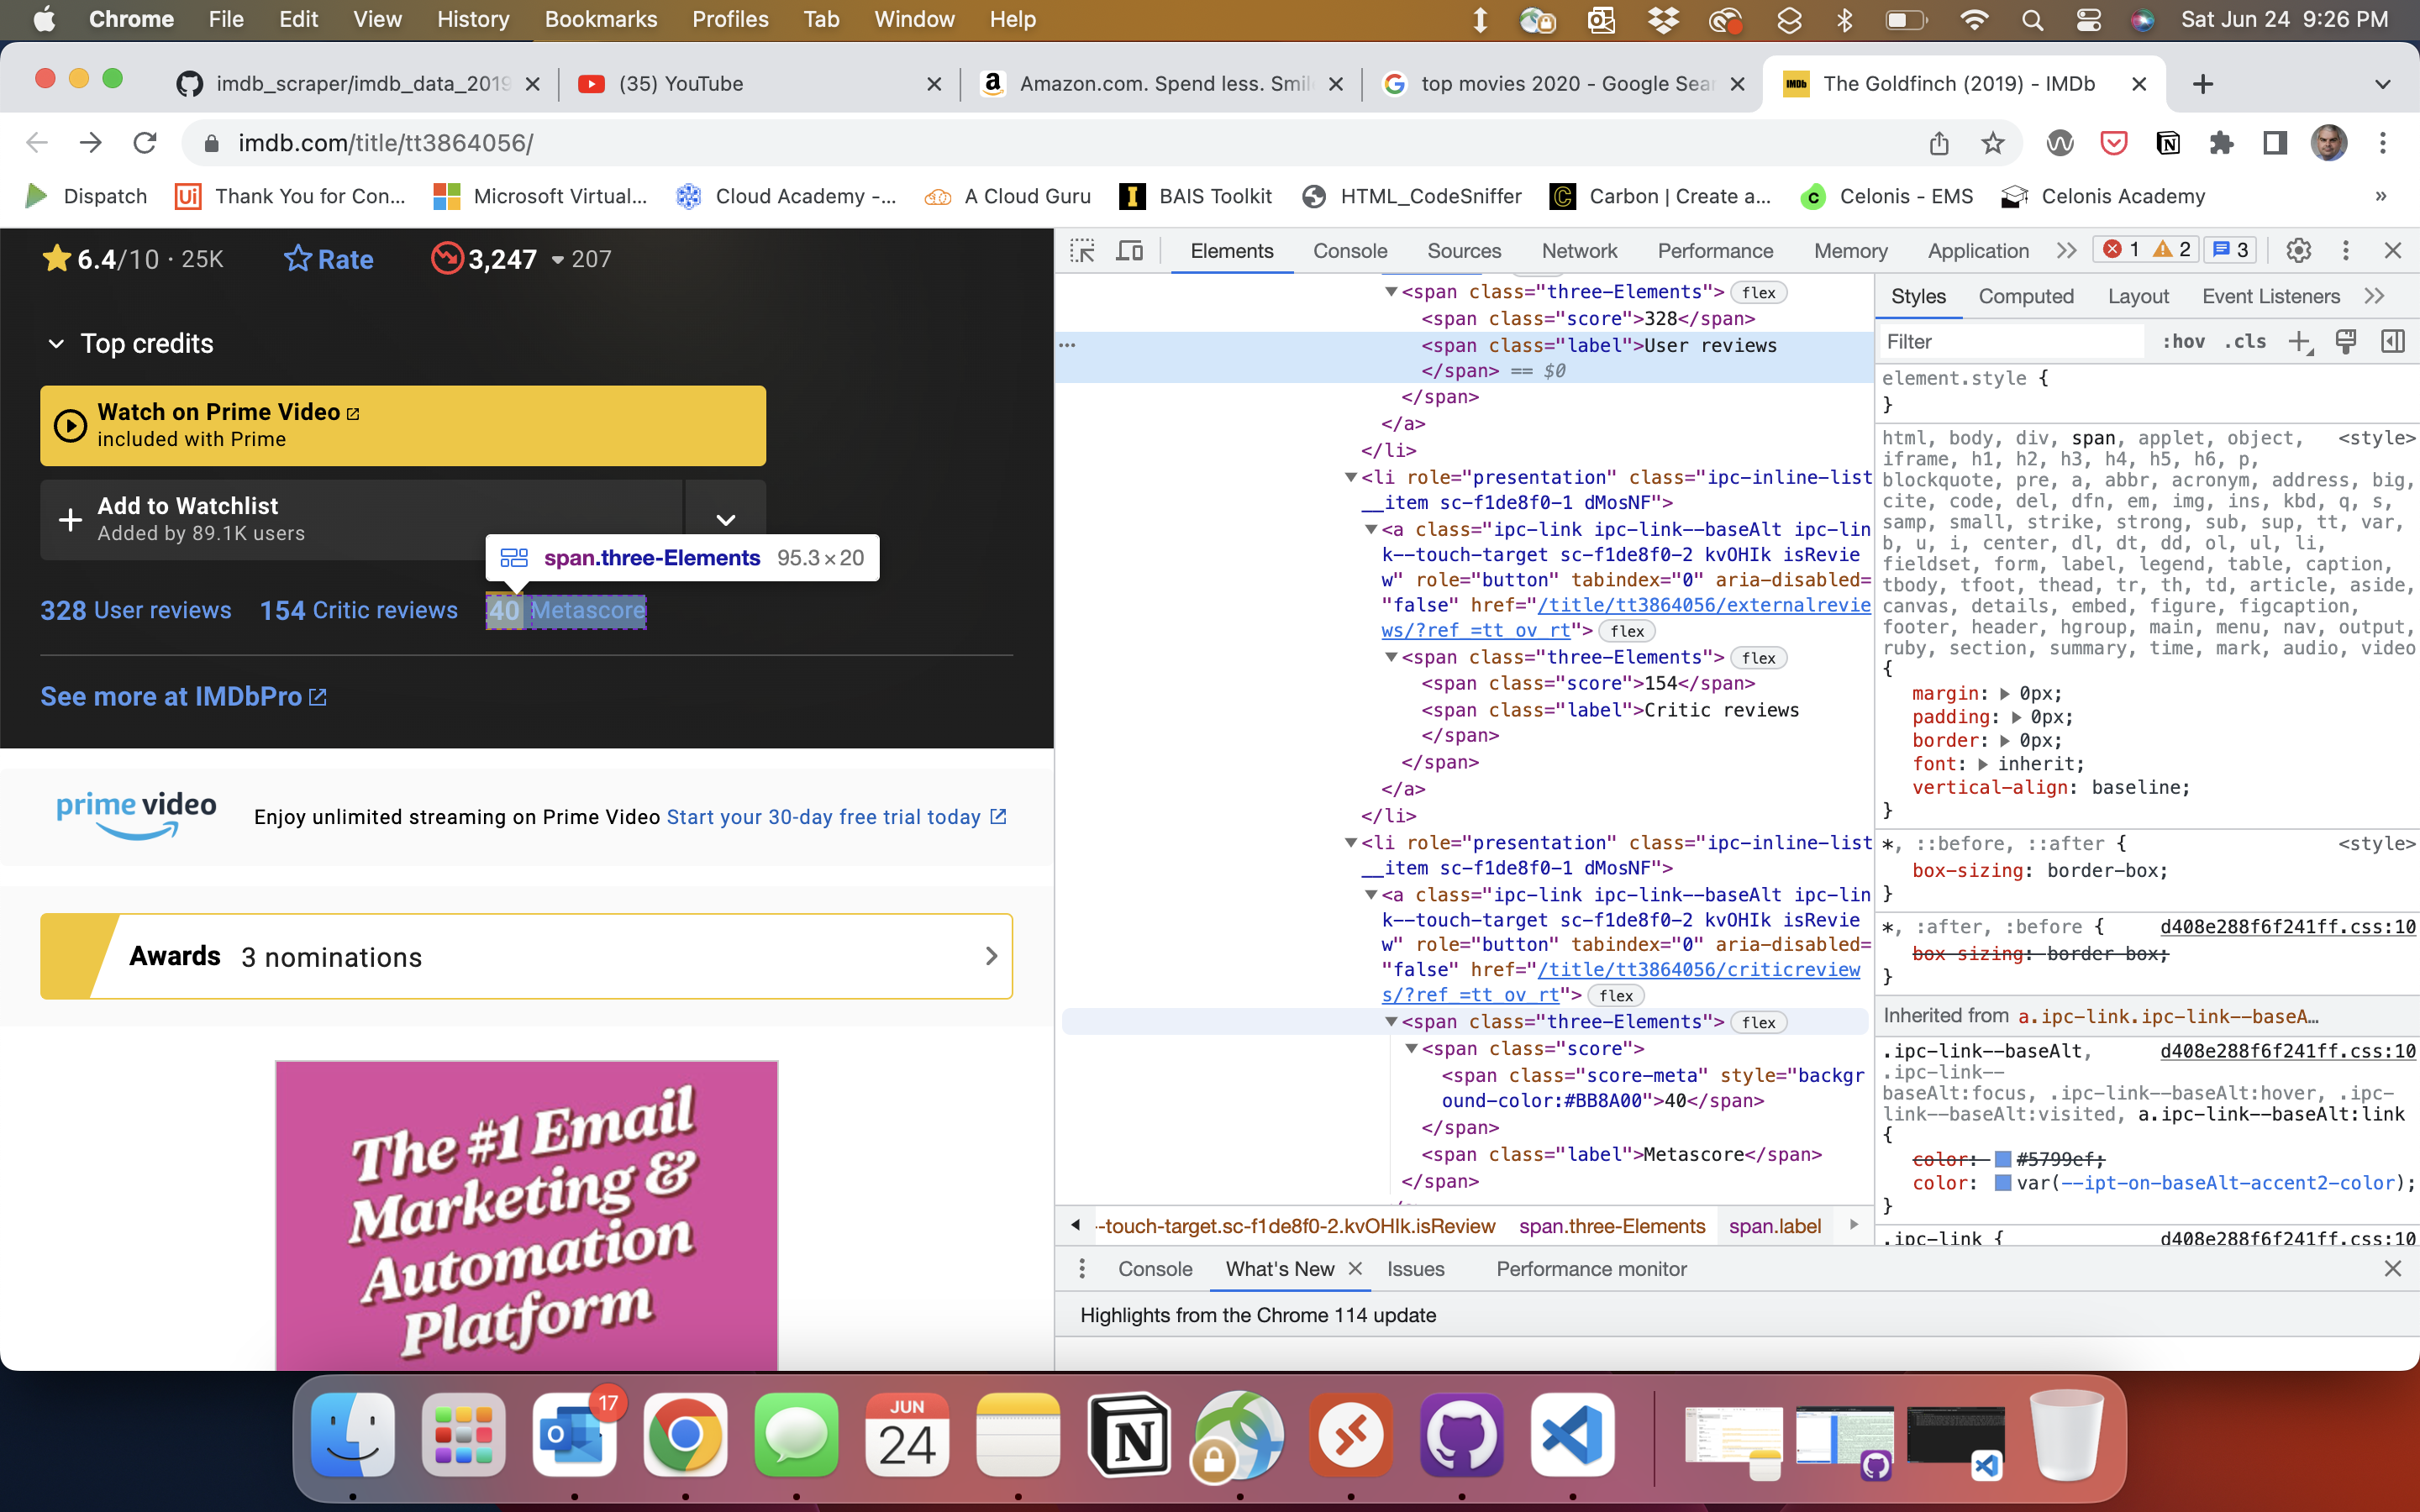 Chrome File Edit View History Bookmarks Profiles Tab Window Help Sat Jun 24 9:26 PM
imdb_scraper/imdb_data_2019 (35) YouTube Amazon.com. Spend less. Smil top movies 2020 - Google Sear The Goldfinch (2019) - IMDb
imdb.com/title/tt3864056/
Dispatch Thank You for Con... Microsoft Virtual... Cloud Academy -... A Cloud Guru BAIS Toolkit HTML_CodeSniffer Carbon | Create a... Celonis - EMS Celonis Academy »
6.4/10 · 25K Rate 3,247 207
Top credits
Watch on Prime Video
included with Prime
Add to Watchlist
Added by 89.1K users
span.three-Elements 95.3×20
328 User reviews 154 Critic reviews 40 Metascore
See more at IMDbPro
prime video Enjoy unlimited streaming on Prime Video Start your 30-day free trial today
Awards 3 nominations
The #1 Email
Marketing &
Automation
Platform
Elements Console Sources Network Performance Memory Application 1 2 3
<span class="three-Elements"> flex
<span class="score">328</span>
<span class="label">User reviews
</span> == $0
</span>
</a>
</li>
<li role="presentation" class="ipc-inline-list
__item sc-f1de8f0-1 dMosNF">
<a class="ipc-link ipc-link--baseAlt ipc-lin
k--touch-target sc-f1de8f0-2 kvOHIk isRevie
w" role="button" tabindex="0" aria-disabled=
"false" href="/title/tt3864056/externalrevie
ws/?ref_=tt_ov_rt"> flex
<span class="three-Elements"> flex
<span class="score">154</span>
<span class="label">Critic reviews
</span>
</span>
</a>
</li>
<li role="presentation" class="ipc-inline-list
__item sc-f1de8f0-1 dMosNF">
<a class="ipc-link ipc-link--baseAlt ipc-lin
k--touch-target sc-f1de8f0-2 kvOHIk isRevie
w" role="button" tabindex="0" aria-disabled=
"false" href="/title/tt3864056/criticreview
s/?ref_=tt_ov_rt"> flex
<span class="three-Elements"> flex
<span class="score">
<span class="score-meta" style="backgr
ound-color:#BB8A00">40</span>
</span>
<span class="label">Metascore</span>
</span>
--touch-target.sc-f1de8f0-2.kvOHIk.isReview span.three-Elements span.label
Styles Computed Layout Event Listeners
Filter :hov .cls
element.style {
}
html, body, div, span, applet, object, <style>
iframe, h1, h2, h3, h4, h5, h6, p,
blockquote, pre, a, abbr, acronym, address, big,
cite, code, del, dfn, em, img, ins, kbd, q, s,
samp, small, strike, strong, sub, sup, tt, var,
b, u, i, center, dl, dt, dd, ol, ul, li,
fieldset, form, label, legend, table, caption,
tbody, tfoot, thead, tr, th, td, article, aside,
canvas, details, embed, figure, figcaption,
footer, header, hgroup, main, menu, nav, output,
ruby, section, summary, time, mark, audio, video
{
margin: 0px;
padding: 0px;
border: 0px;
font: inherit;
vertical-align: baseline;
}
*, ::before, ::after { <style>
box-sizing: border-box;
}
*, :after, :before { d408e288f6f241ff.css:10
box-sizing: border-box;
}
Inherited from a.ipc-link.ipc-link--baseA…
.ipc-link--baseAlt, d408e288f6f241ff.css:10
.ipc-link--
baseAlt:focus, .ipc-link--baseAlt:hover, .ipc-
link--baseAlt:visited, a.ipc-link--baseAlt:link
{
color: #5799ef;
color: var(--ipt-on-baseAlt-accent2-color);
}
.ipc-link { d408e288f6f241ff.css:10
Console What's New Issues Performance monitor
Highlights from the Chrome 114 update
17
JUN
24